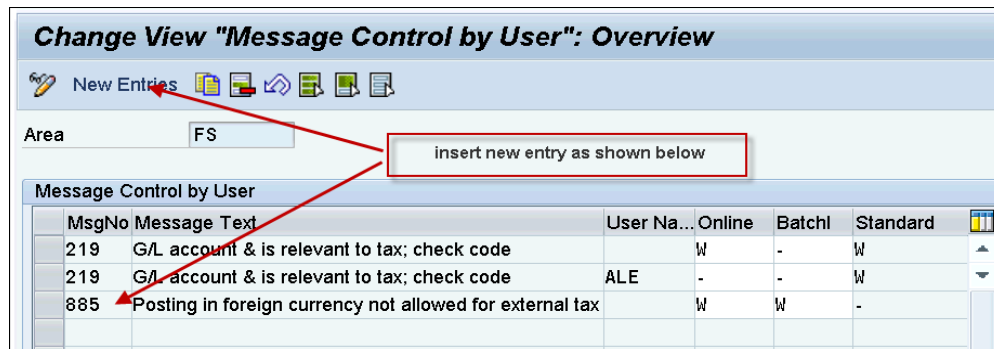 Change View "Message Control by User": Overview
New Entries
Area FS
insert new entry as shown below
Message Control by User
MsgNo Message Text User Na... Online BatchI Standard
219 G/L account & is relevant to tax; check code W - W
219 G/L account & is relevant to tax; check code ALE - - W
885 Posting in foreign currency not allowed for external tax W W -